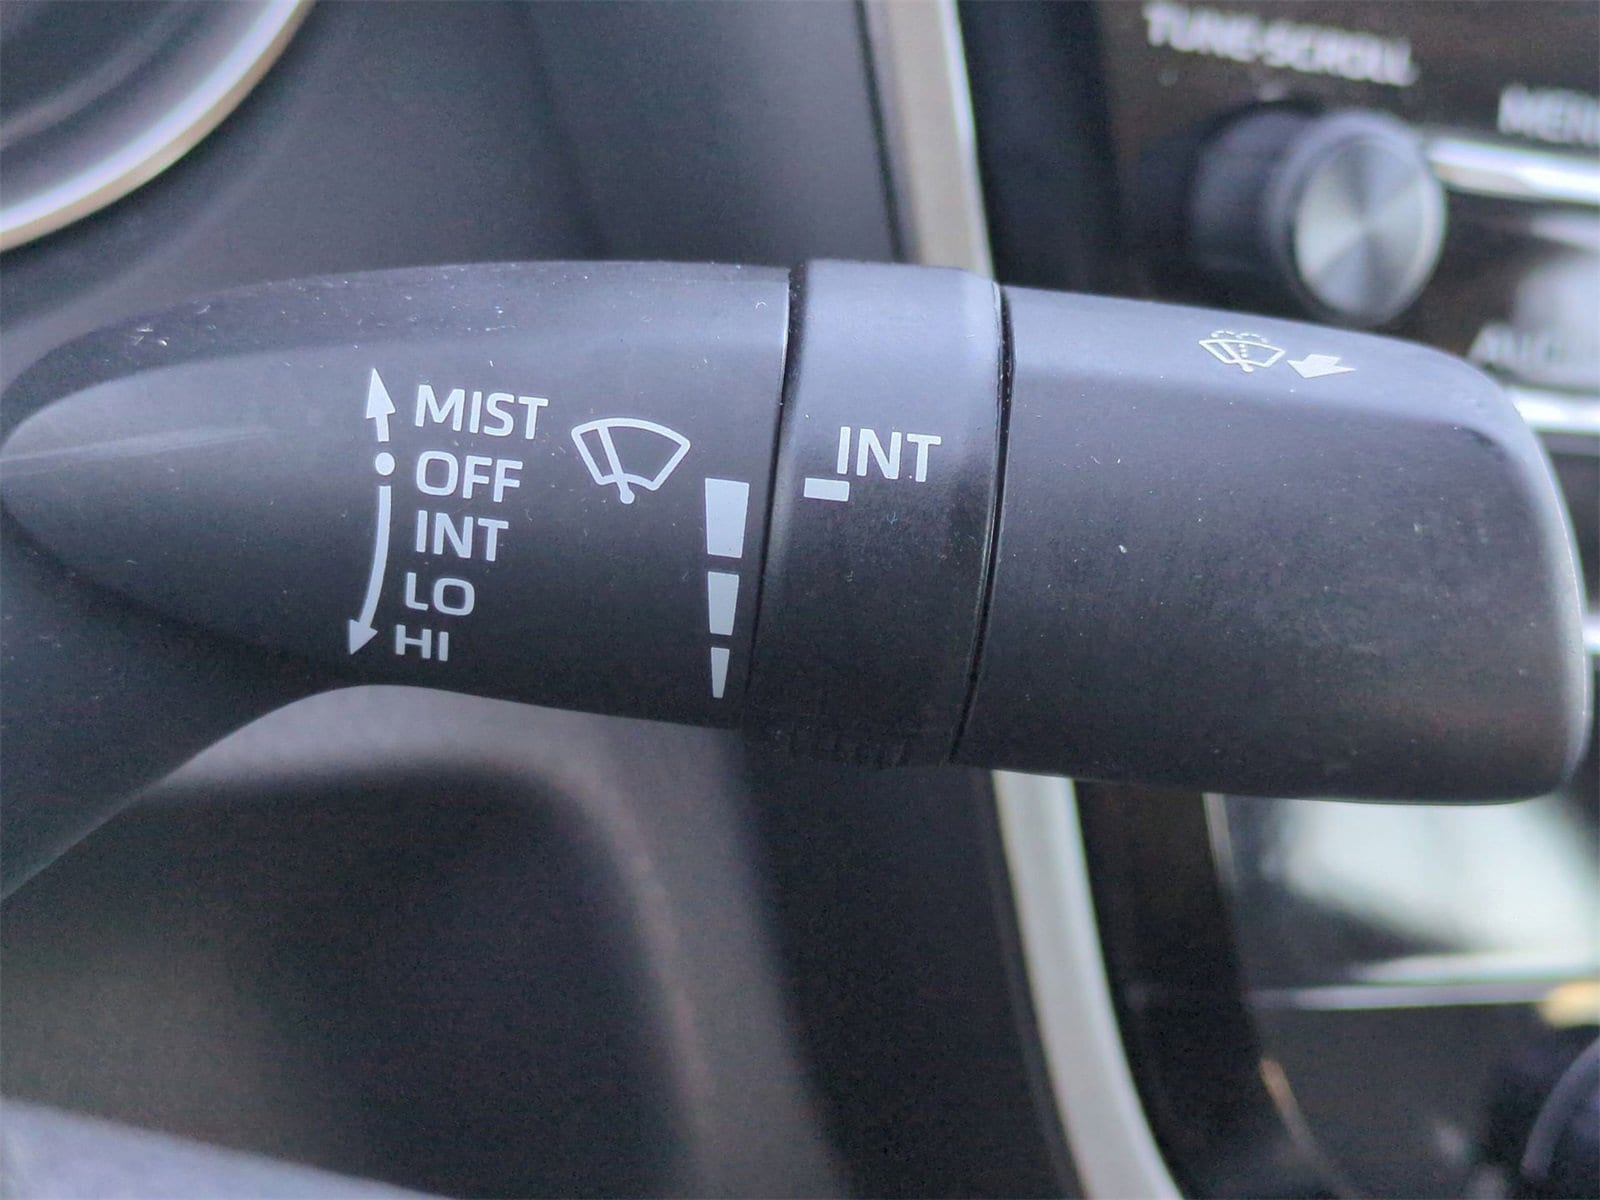 TUNE·SCROLL
MIST
OFF
INT
LO
HI
INT